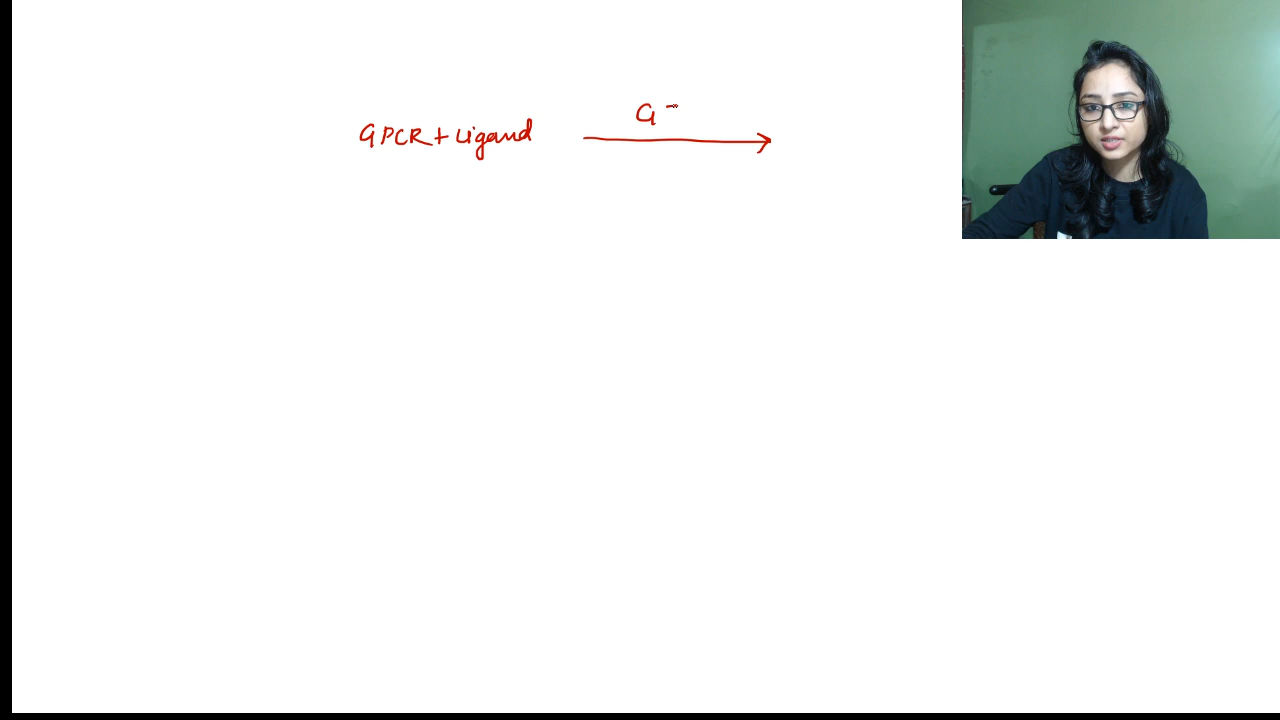 G -
GPCR + Ligand →